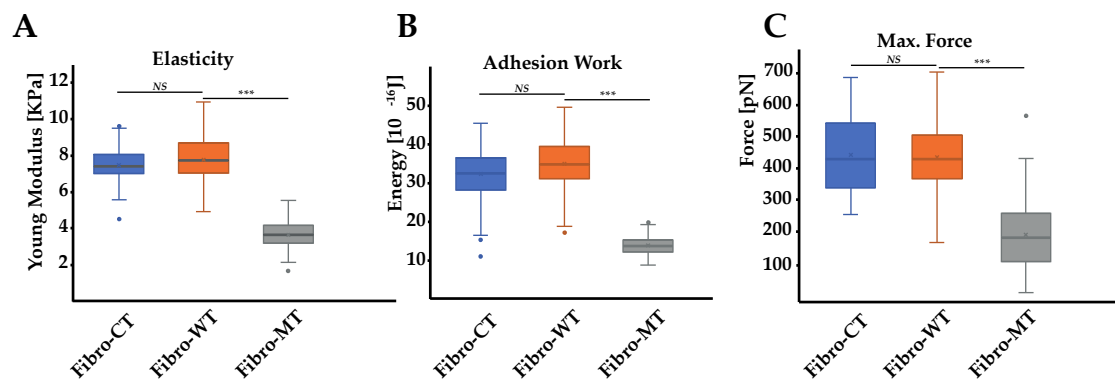 A
Elasticity
Young Modulus [KPa]
12
10
8
6
4
2
NS
***
Fibro-CT
Fibro-WT
Fibro-MT
B
Adhesion Work
Energy [10 -16J]
50
40
30
20
10
NS
***
Fibro-CT
Fibro-WT
Fibro-MT
C
Max. Force
Force [pN]
700
600
500
400
300
200
100
NS
***
Fibro-CT
Fibro-WT
Fibro-MT